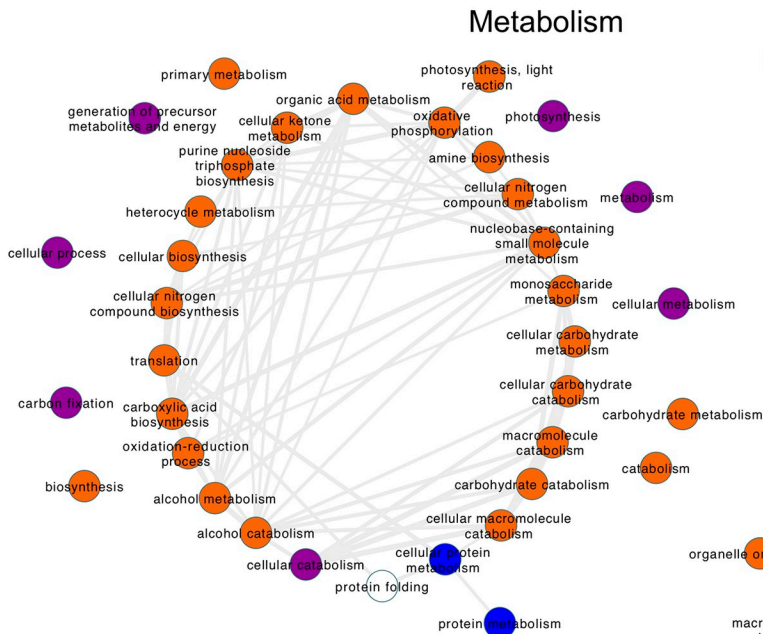 Metabolism
primary metabolism
photosynthesis, light
reaction
organic acid metabolism
generation of precursor
metabolites and energy
cellular ketone
metabolism
oxidative
phosphorylation
photosynthesis
purine nucleoside
triphosphate
biosynthesis
amine biosynthesis
cellular nitrogen
compound metabolism
metabolism
heterocycle metabolism
nucleobase-containing
small molecule
metabolism
cellular process
cellular biosynthesis
monosaccharide
metabolism
cellular metabolism
cellular nitrogen
compound biosynthesis
cellular carbohydrate
metabolism
translation
cellular carbohydrate
catabolism
carbon fixation
carboxylic acid
biosynthesis
carbohydrate metabolism
oxidation-reduction
process
macromolecule
catabolism
catabolism
biosynthesis
carbohydrate catabolism
alcohol metabolism
cellular macromolecule
catabolism
alcohol catabolism
cellular protein
metabolism
organelle or
cellular catabolism
protein folding
protein metabolism
macr